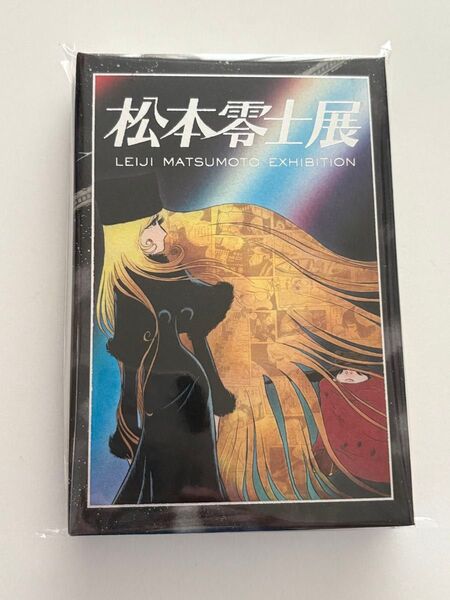 松本零士展
LEIJI MATSUMOTO EXHIBITION